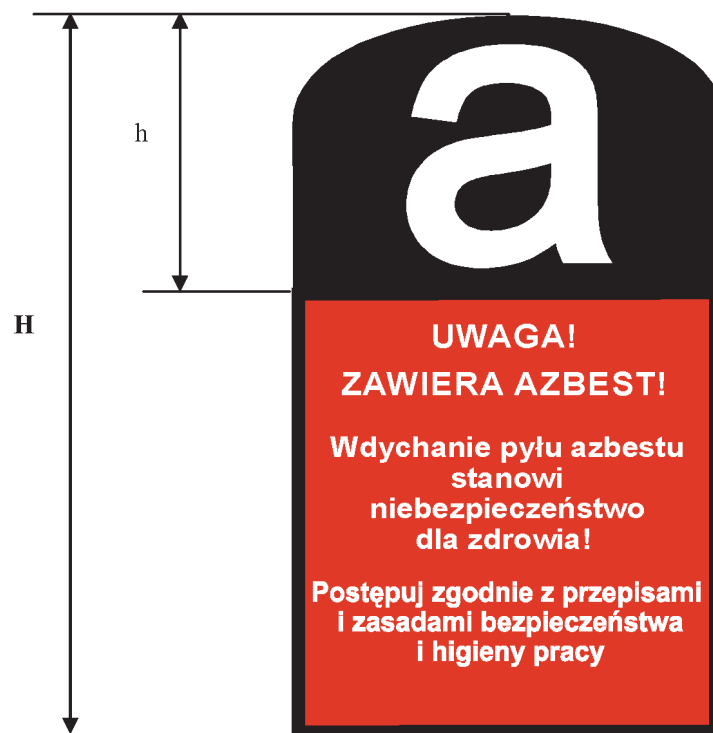 h
a
H
UWAGA!
ZAWIERA AZBEST!
Wdychanie pyłu azbestu
stanowi
niebezpieczeństwo
dla zdrowia!
Postępuj zgodnie z przepisami
i zasadami bezpieczeństwa
i higieny pracy